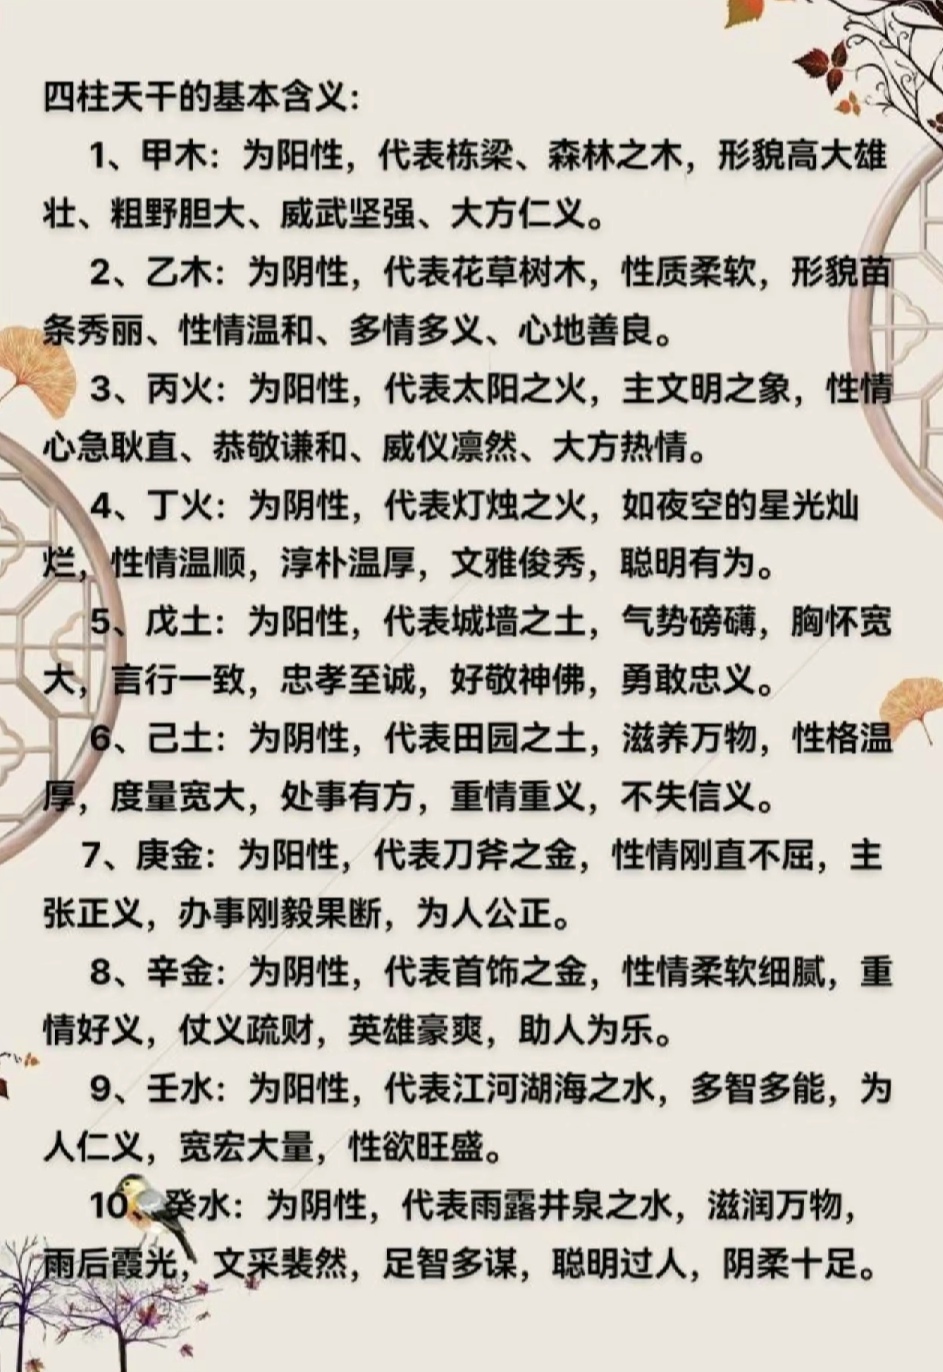 四柱天干的基本含义：
1、甲木：为阳性，代表栋梁、森林之木，形貌高大雄
壮、粗野胆大、威武坚强、大方仁义。
2、乙木：为阴性，代表花草树木，性质柔软，形貌苗
条秀丽、性情温和、多情多义、心地善良。
3、丙火：为阳性，代表太阳之火，主文明之象，性情
心急耿直、恭敬谦和、威仪凛然、大方热情。
4、丁火：为阴性，代表灯烛之火，如夜空的星光灿
烂，性情温顺，淳朴温厚，文雅俊秀，聪明有为。
5、戊土：为阳性，代表城墙之土，气势磅礴，胸怀宽
大，言行一致，忠孝至诚，好敬神佛，勇敢忠义。
6、己土：为阴性，代表田园之土，滋养万物，性格温
厚，度量宽大，处事有方，重情重义，不失信义。
7、庚金：为阳性，代表刀斧之金，性情刚直不屈，主
张正义，办事刚毅果断，为人公正。
8、辛金：为阴性，代表首饰之金，性情柔软细腻，重
情好义，仗义疏财，英雄豪爽，助人为乐。
9、壬水：为阳性，代表江河湖海之水，多智多能，为
人仁义，宽宏大量，性欲旺盛。
10、癸水：为阴性，代表雨露井泉之水，滋润万物，
雨后霞光，文采裴然，足智多谋，聪明过人，阴柔十足。